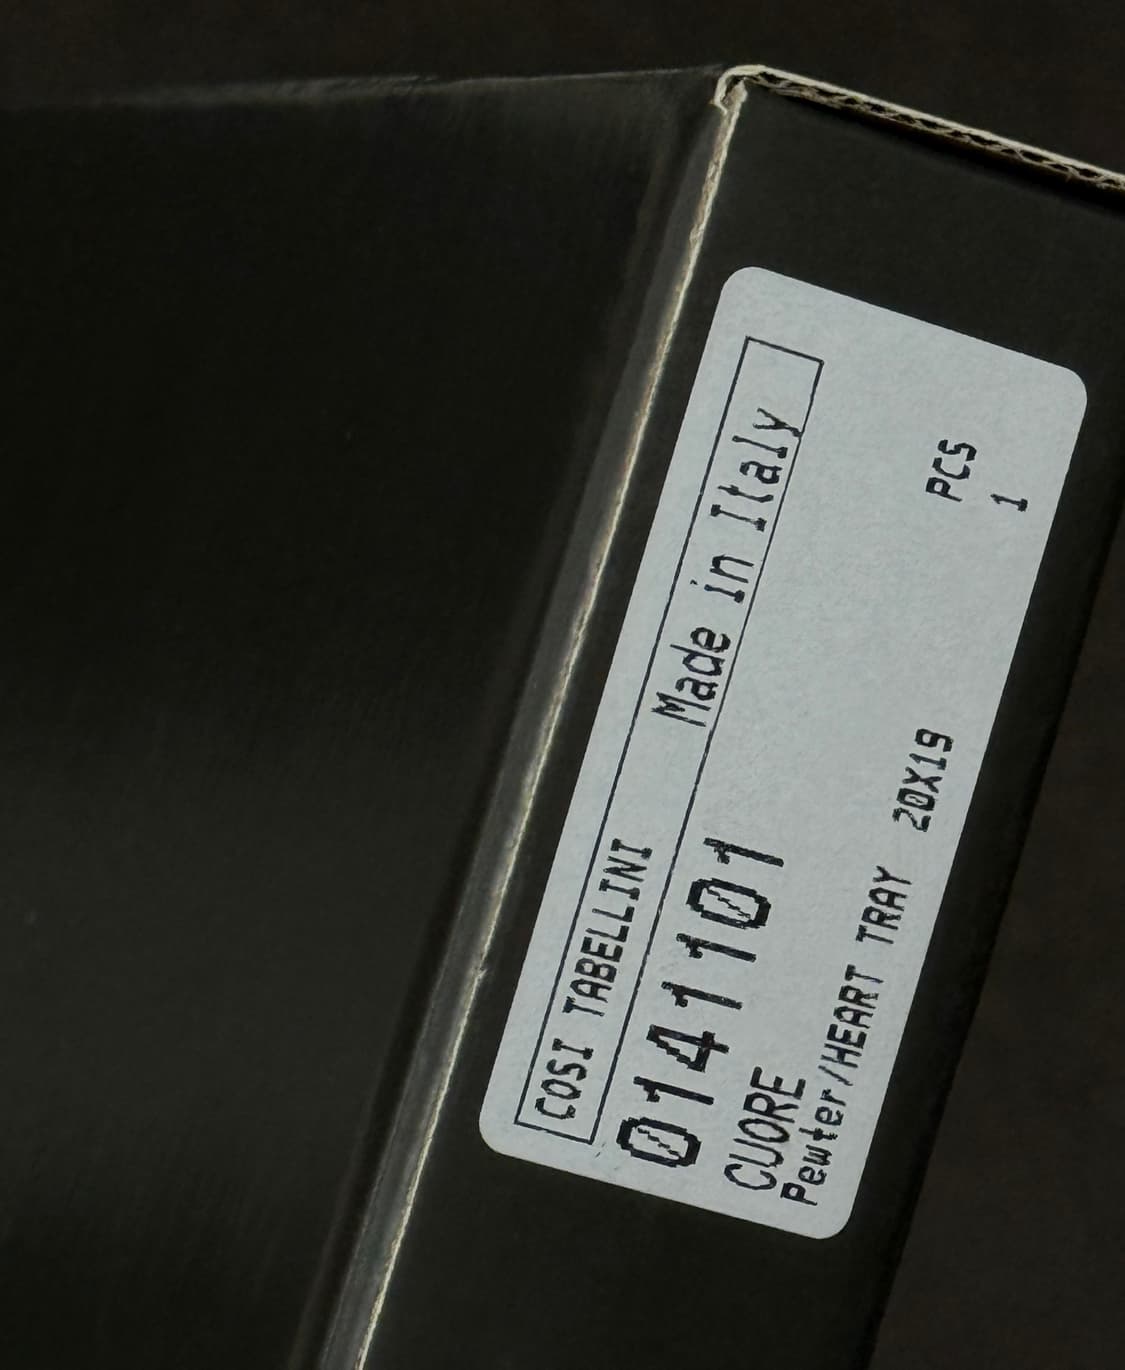 COSI TABELLINI Made in Italy
0141101
CUORE PCS
Pewter/HEART TRAY 20X19 1